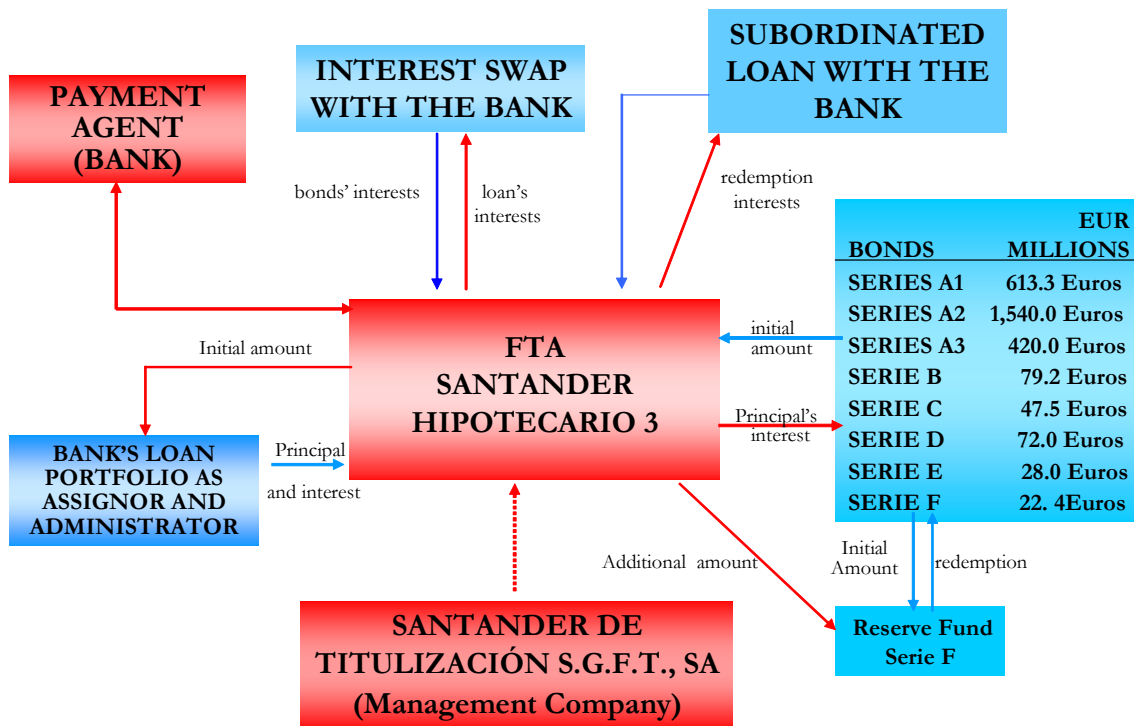 PAYMENT
AGENT
(BANK)
INTEREST SWAP
WITH THE BANK
SUBORDINATED
LOAN WITH THE
BANK
bonds' interests
loan's
interests
redemption
interests
EUR
BONDS MILLIONS
SERIES A1 613.3 Euros
SERIES A2 1,540.0 Euros
SERIES A3 420.0 Euros
SERIE B 79.2 Euros
SERIE C 47.5 Euros
SERIE D 72.0 Euros
SERIE E 28.0 Euros
SERIE F 22. 4Euros
Initial amount
FTA
SANTANDER
HIPOTECARIO 3
initial
amount
Principal's
interest
BANK'S LOAN
PORTFOLIO AS
ASSIGNOR AND
ADMINISTRATOR
Principal
and interest
Additional amount
Initial
Amount
redemption
SANTANDER DE
TITULIZACIÓN S.G.F.T., SA
(Management Company)
Reserve Fund
Serie F